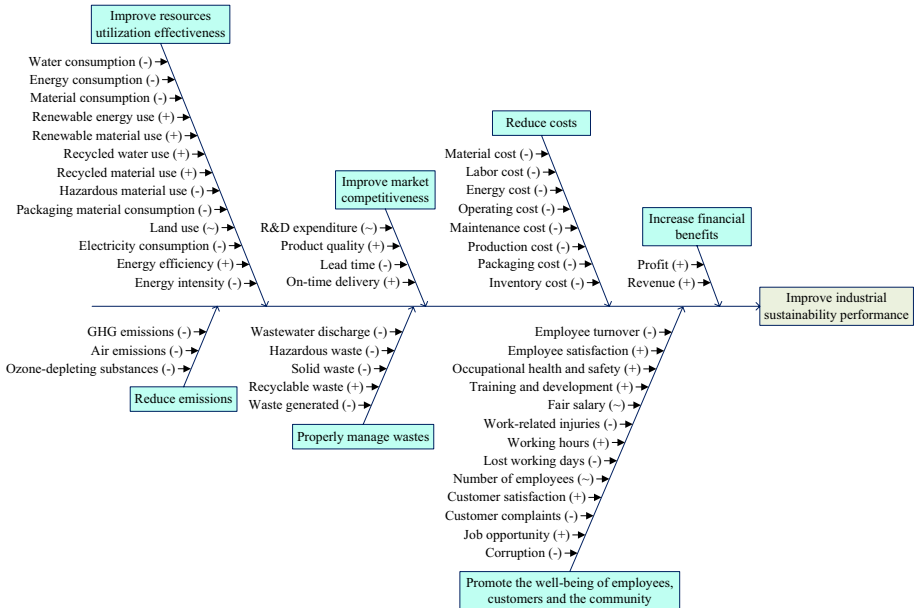 Improve resources
utilization effectiveness
Water consumption (-)
Energy consumption (-)
Material consumption (-)
Renewable energy use (+)
Renewable material use (+)
Recycled water use (+)
Recycled material use (+)
Hazardous material use (-)
Packaging material consumption (-)
Land use (~)
Electricity consumption (-)
Energy efficiency (+)
Energy intensity (-)
Improve market
competitiveness
R&D expenditure (~)
Product quality (+)
Lead time (-)
On-time delivery (+)
Reduce costs
Material cost (-)
Labor cost (-)
Energy cost (-)
Operating cost (-)
Maintenance cost (-)
Production cost (-)
Packaging cost (-)
Inventory cost (-)
Increase financial
benefits
Profit (+)
Revenue (+)
Improve industrial
sustainability performance
GHG emissions (-)
Air emissions (-)
Ozone-depleting substances (-)
Reduce emissions
Wastewater discharge (-)
Hazardous waste (-)
Solid waste (-)
Recyclable waste (+)
Waste generated (-)
Properly manage wastes
Employee turnover (-)
Employee satisfaction (+)
Occupational health and safety (+)
Training and development (+)
Fair salary (~)
Work-related injuries (-)
Working hours (+)
Lost working days (-)
Number of employees (~)
Customer satisfaction (+)
Customer complaints (-)
Job opportunity (+)
Corruption (-)
Promote the well-being of employees,
customers and the community